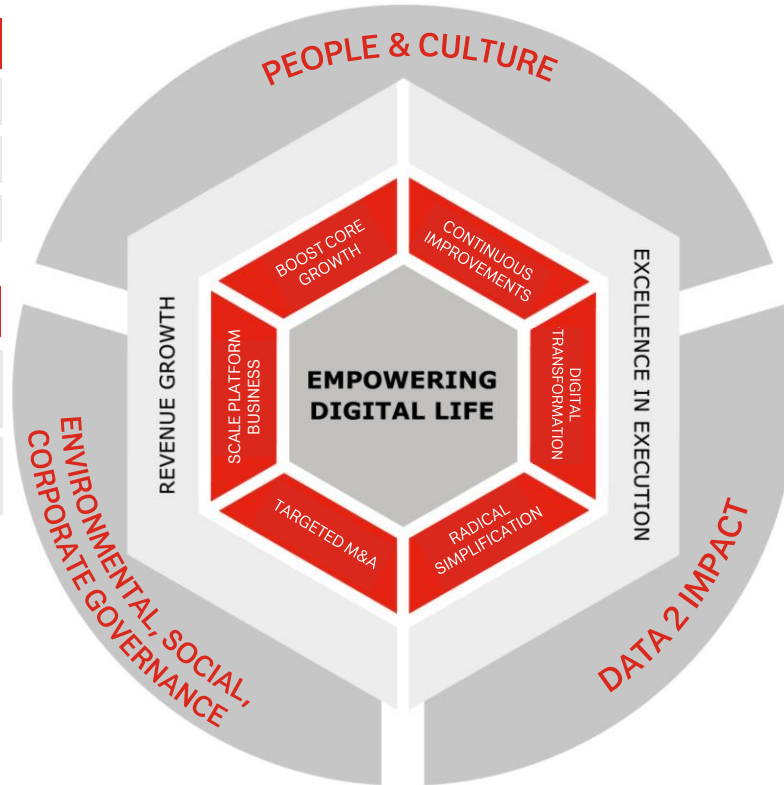 PEOPLE & CULTURE
BOOST CORE
GROWTH
CONTINUOUS
IMPROVEMENTS
REVENUE GROWTH
SCALE PLATFORM
BUSINESS
EMPOWERING
DIGITAL LIFE
DIGITAL
TRANSFORMATION
EXCELLENCE IN EXECUTION
TARGETED M&A
RADICAL
SIMPLIFICATION
ENVIRONMENTAL, SOCIAL,
CORPORATE GOVERNANCE
DATA 2 IMPACT